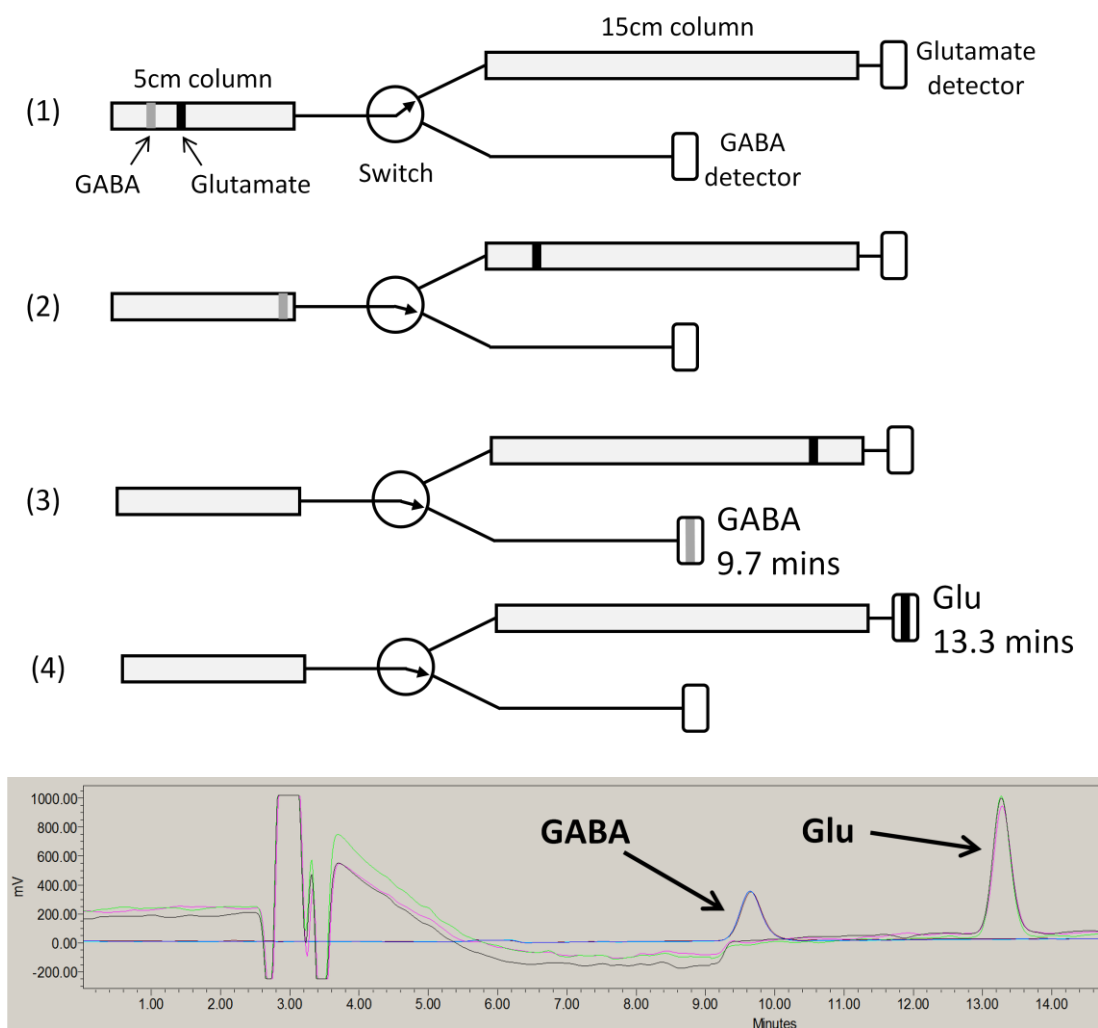 15cm column
Glutamate
detector
5cm column
(1)
GABA
detector
GABA
Glutamate
Switch
(2)
(3)
GABA
9.7 mins
Glu
13.3 mins
(4)
1000.00
800.00
600.00
400.00
200.00
0.00
-200.00
mV
GABA
Glu
1.00 2.00 3.00 4.00 5.00 6.00 7.00 8.00 9.00 10.00 11.00 12.00 13.00 14.00
Minutes